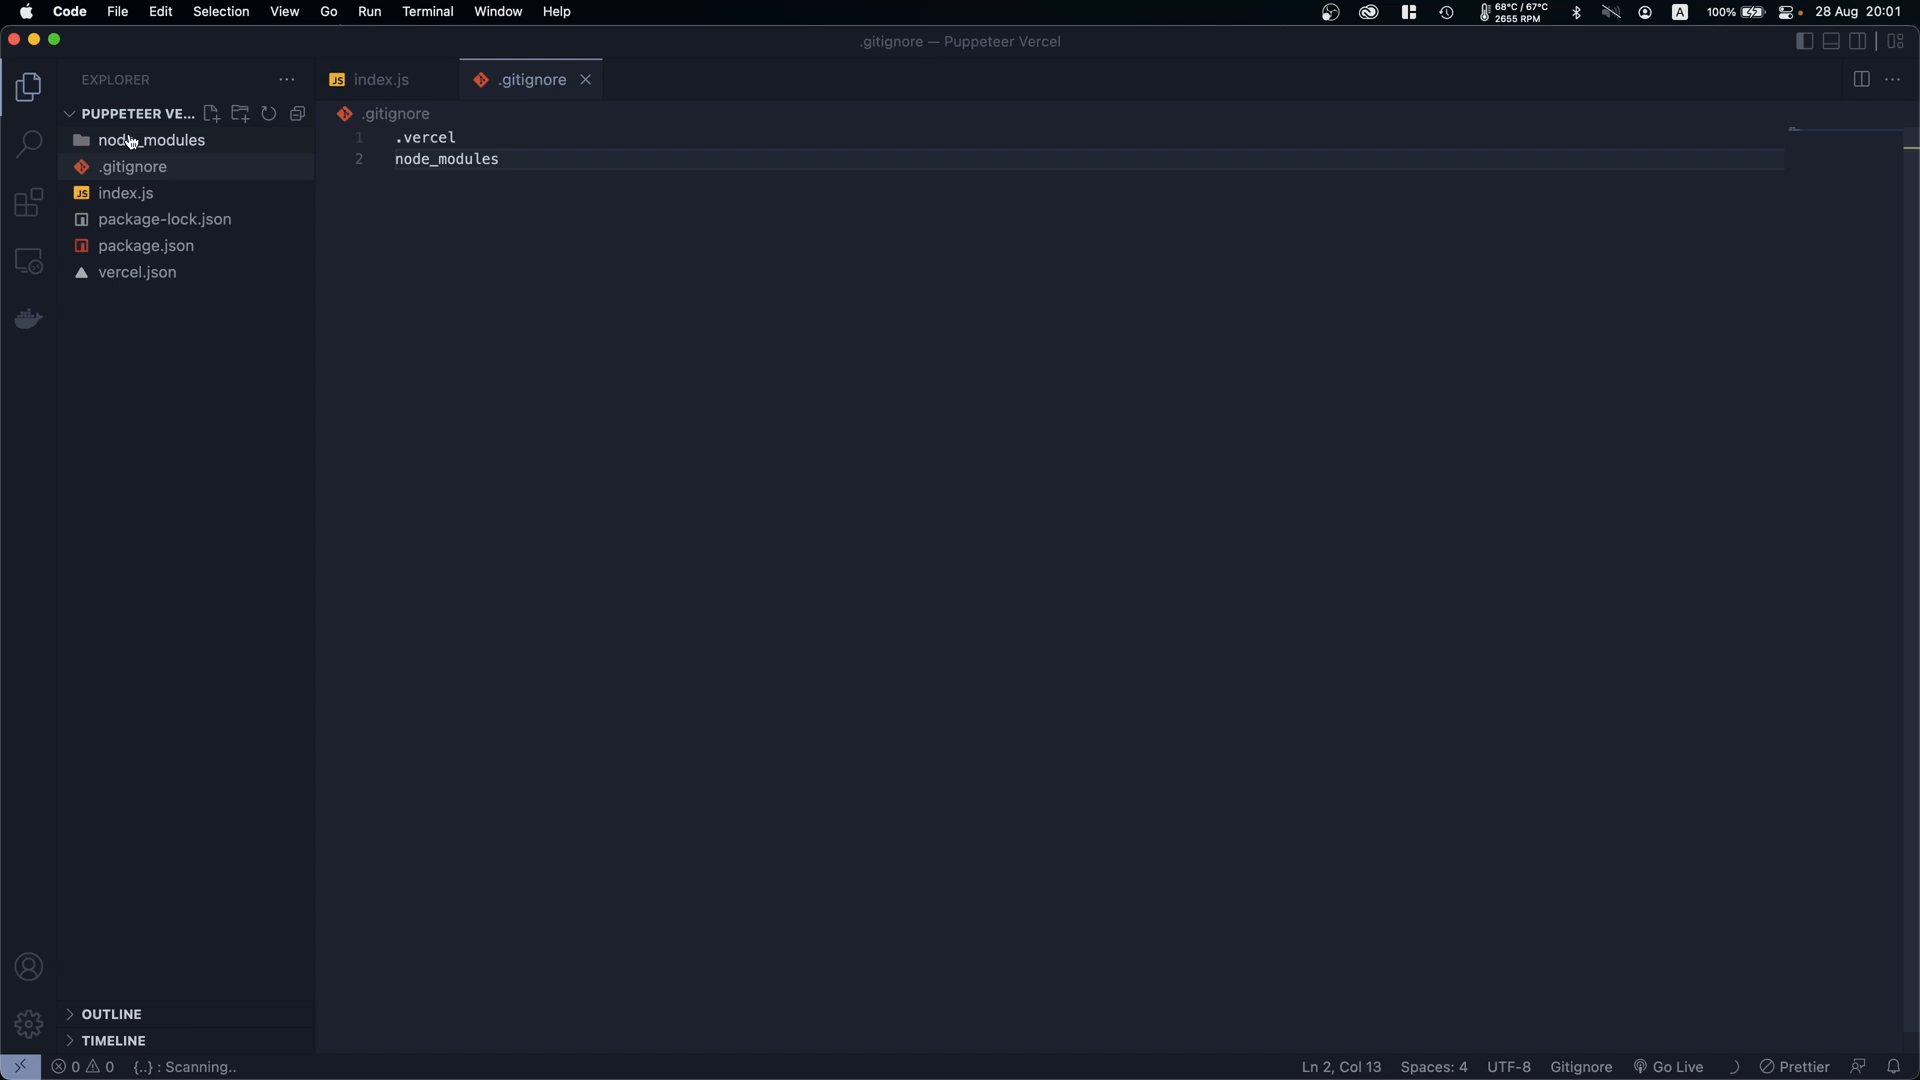 Code File Edit Selection View Go Run Terminal Window Help
68°C / 67°C
2655 RPM
A
100%
28 Aug 20:01
.gitignore — Puppeteer Vercel
EXPLORER
JS index.js
.gitignore
PUPPETEER VE...
.gitignore
node_modules
.gitignore
JS index.js
package-lock.json
package.json
vercel.json
1 .vercel
2 node_modules
OUTLINE
TIMELINE
0 0 {..} : Scanning..
Ln 2, Col 13 Spaces: 4 UTF-8 Gitignore Go Live Prettier